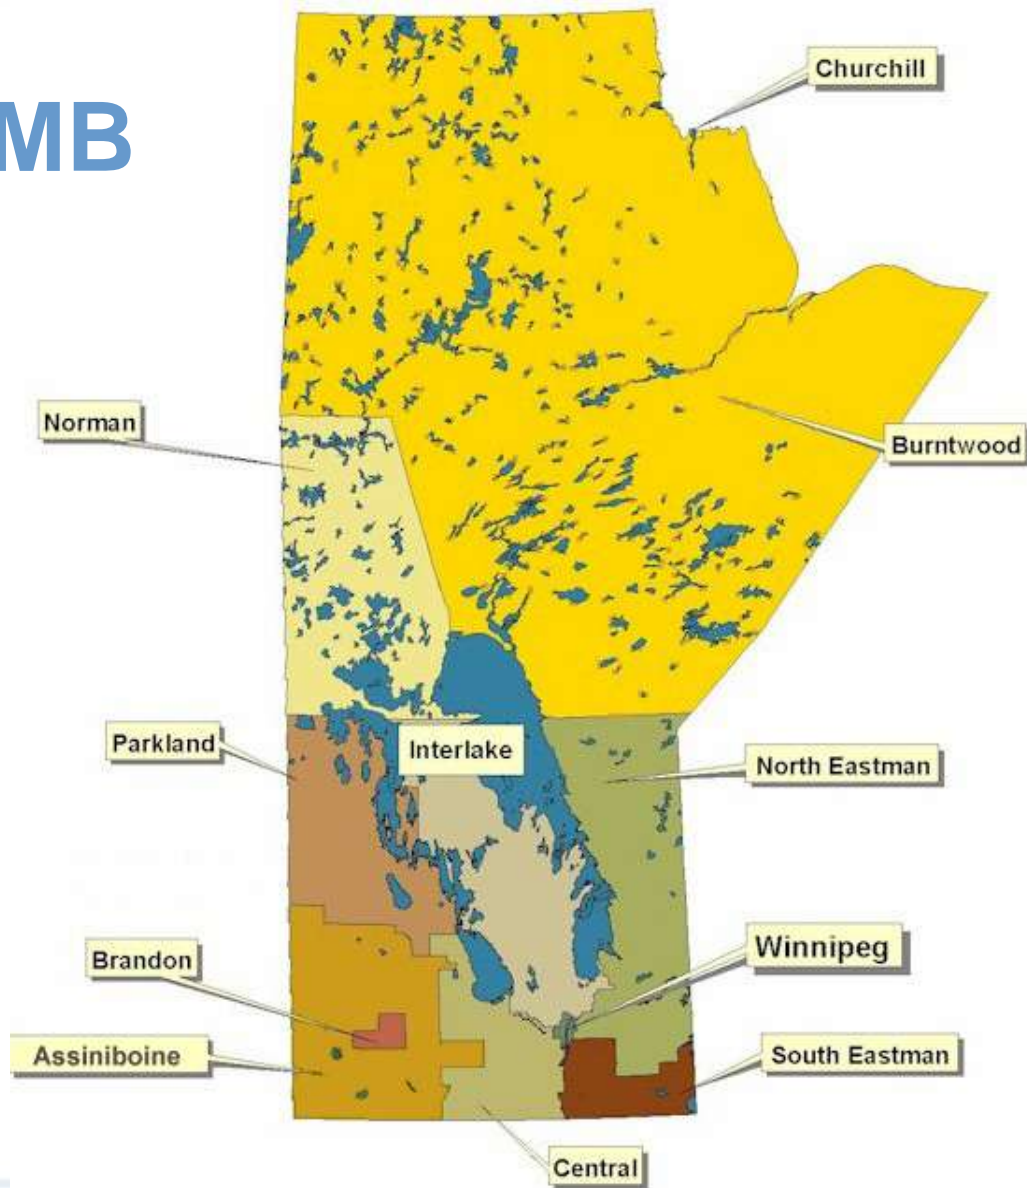 Churchill
MB
Norman
Burntwood
Parkland
Interlake
North Eastman
Winnipeg
Brandon
Assiniboine
South Eastman
Central